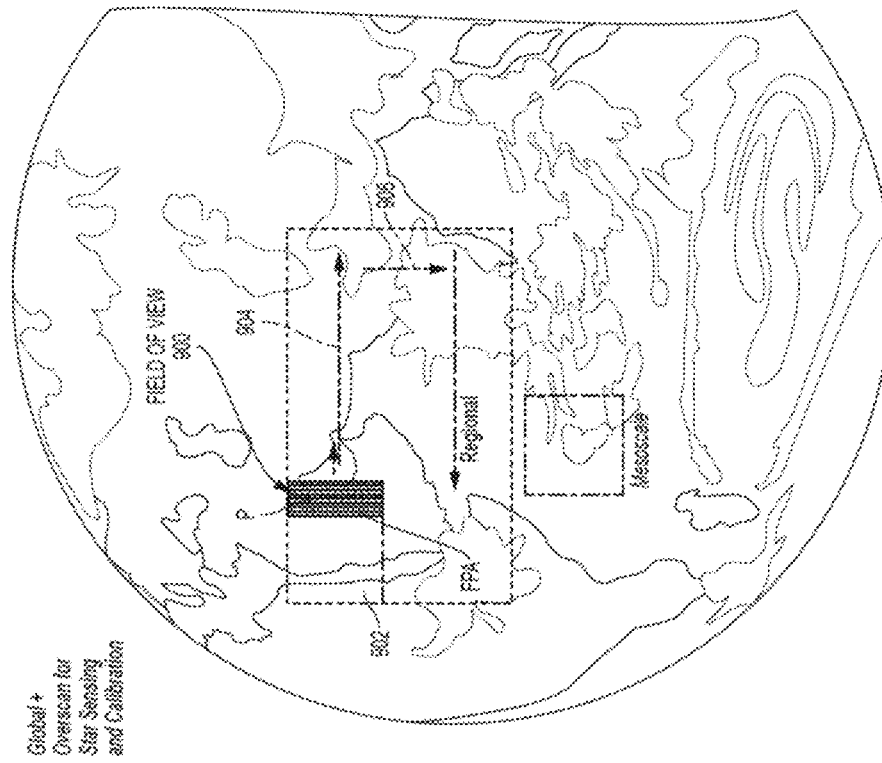 Global +
Overscan for
Star Sensing
and Calibration
FIELD OF VIEW
900
P
904
906
902
FPA
Regional
Mesoscale